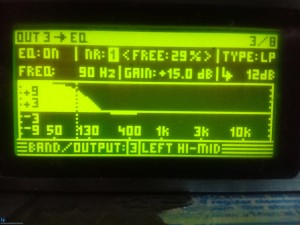 OUT 3 → EQ 3/8
EQ:ON NR:1 <FREE:29%> TYPE:LP
FREQ: 90 Hz GAIN:+15.0 dB 12dB
+9
+3
-3
-9 50 130 400 1k 3k 10k
BAND/OUTPUT:3 LEFT HI-MID